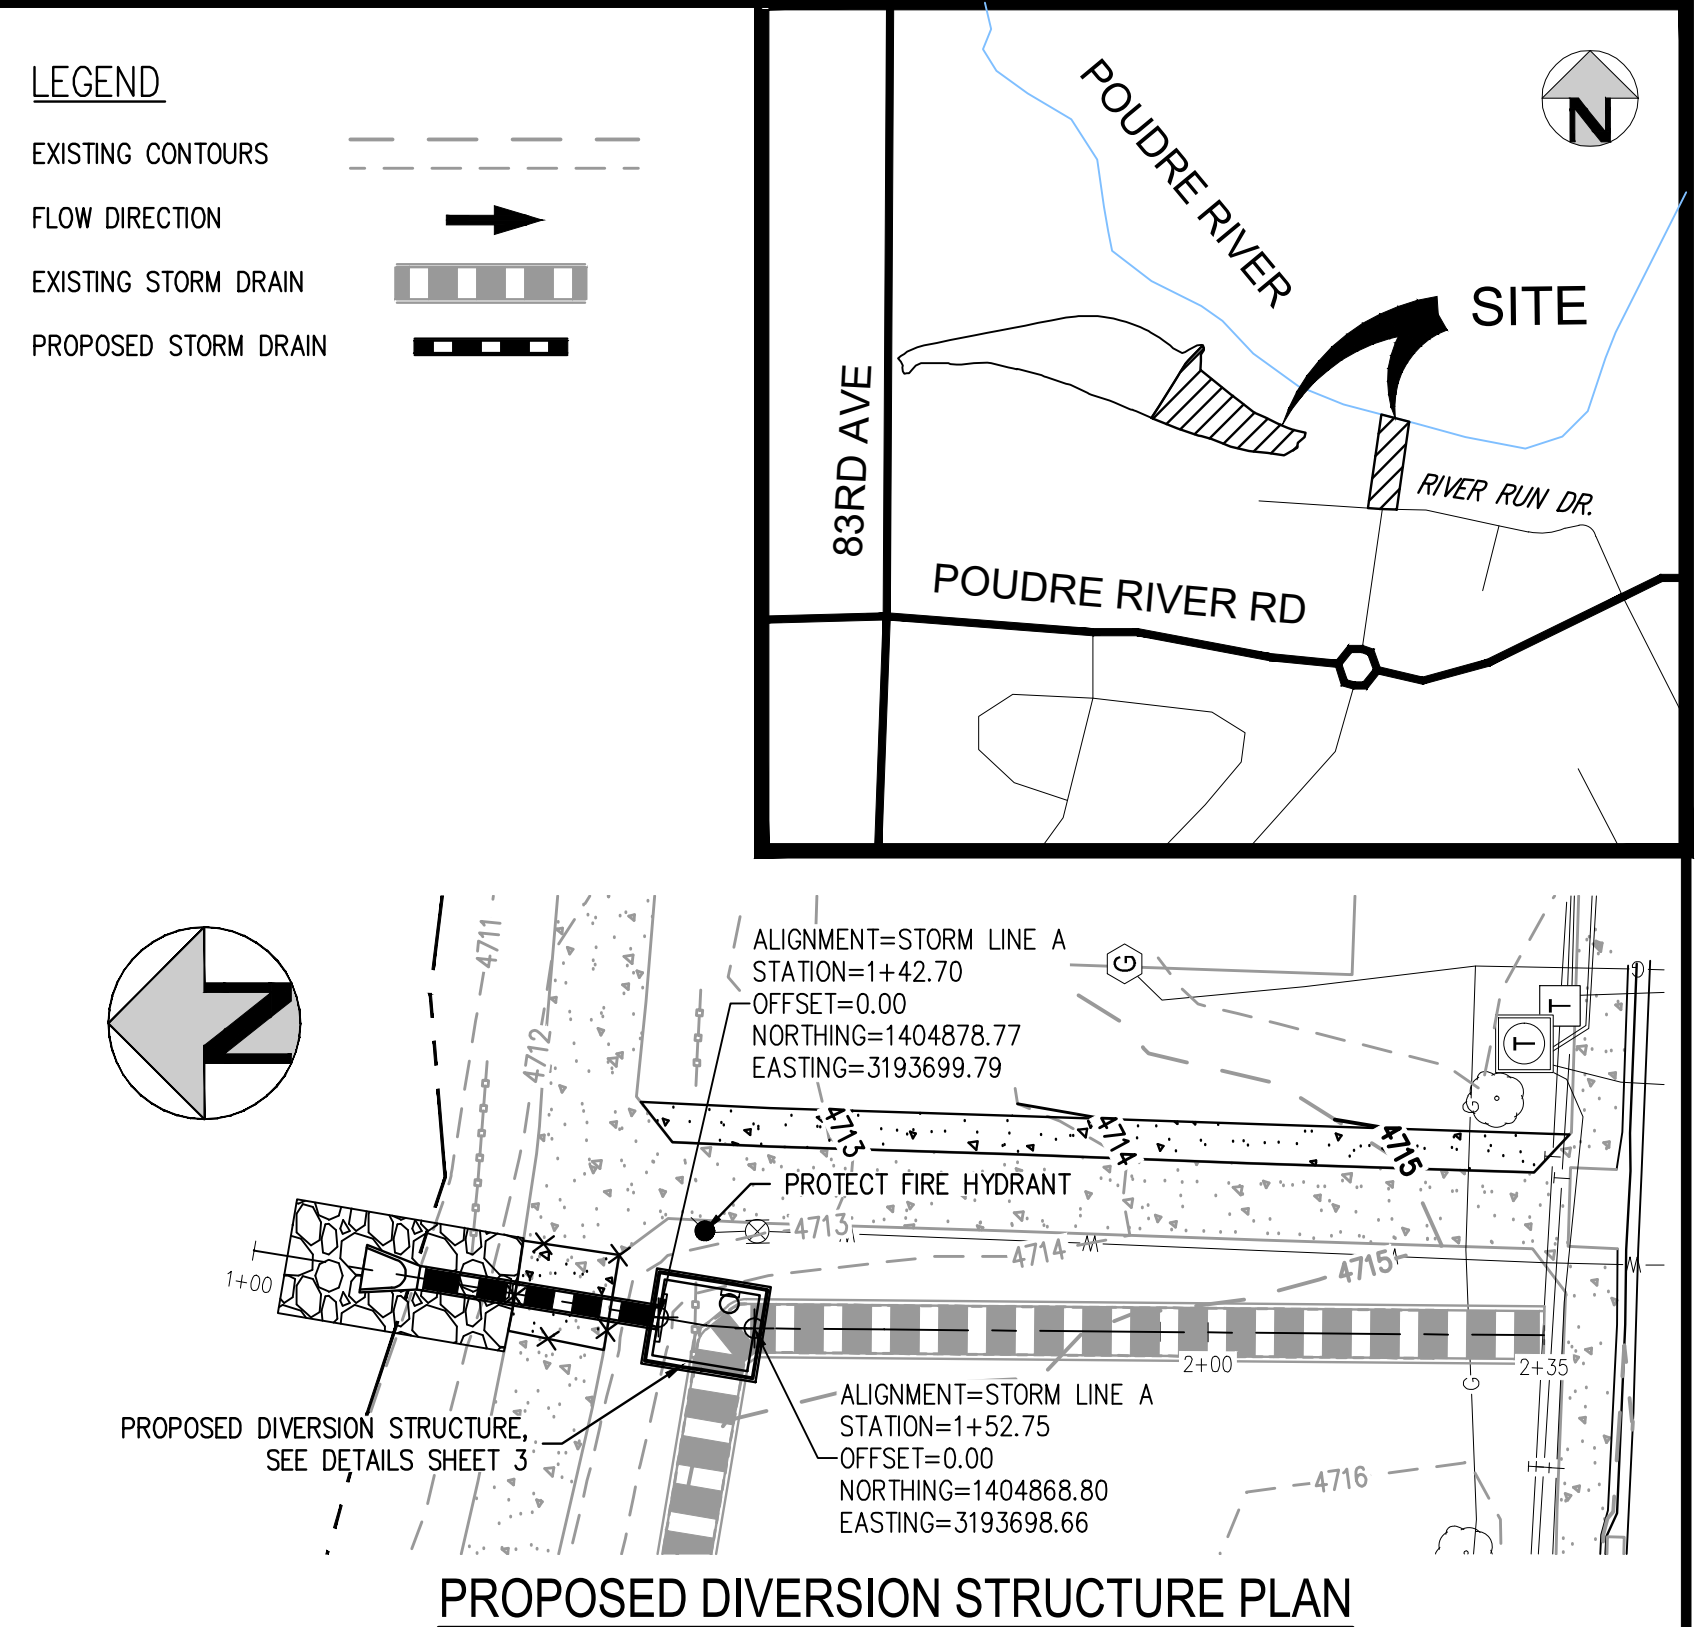 LEGEND
EXISTING CONTOURS
FLOW DIRECTION
EXISTING STORM DRAIN
PROPOSED STORM DRAIN
N
POUDRE RIVER
SITE
83RD AVE
RIVER RUN DR.
POUDRE RIVER RD
N
4711
4712
ALIGNMENT=STORM LINE A
STATION=1+42.70
OFFSET=0.00
NORTHING=1404878.77
EASTING=3193699.79
G
T
T
G
G
4713
4714
4715
PROTECT FIRE HYDRANT
4713
4714
4715
W
W
1+00
2+00
2+35
G
ALIGNMENT=STORM LINE A
STATION=1+52.75
OFFSET=0.00
NORTHING=1404868.80
EASTING=3193698.66
PROPOSED DIVERSION STRUCTURE,
SEE DETAILS SHEET 3
4716
PROPOSED DIVERSION STRUCTURE PLAN